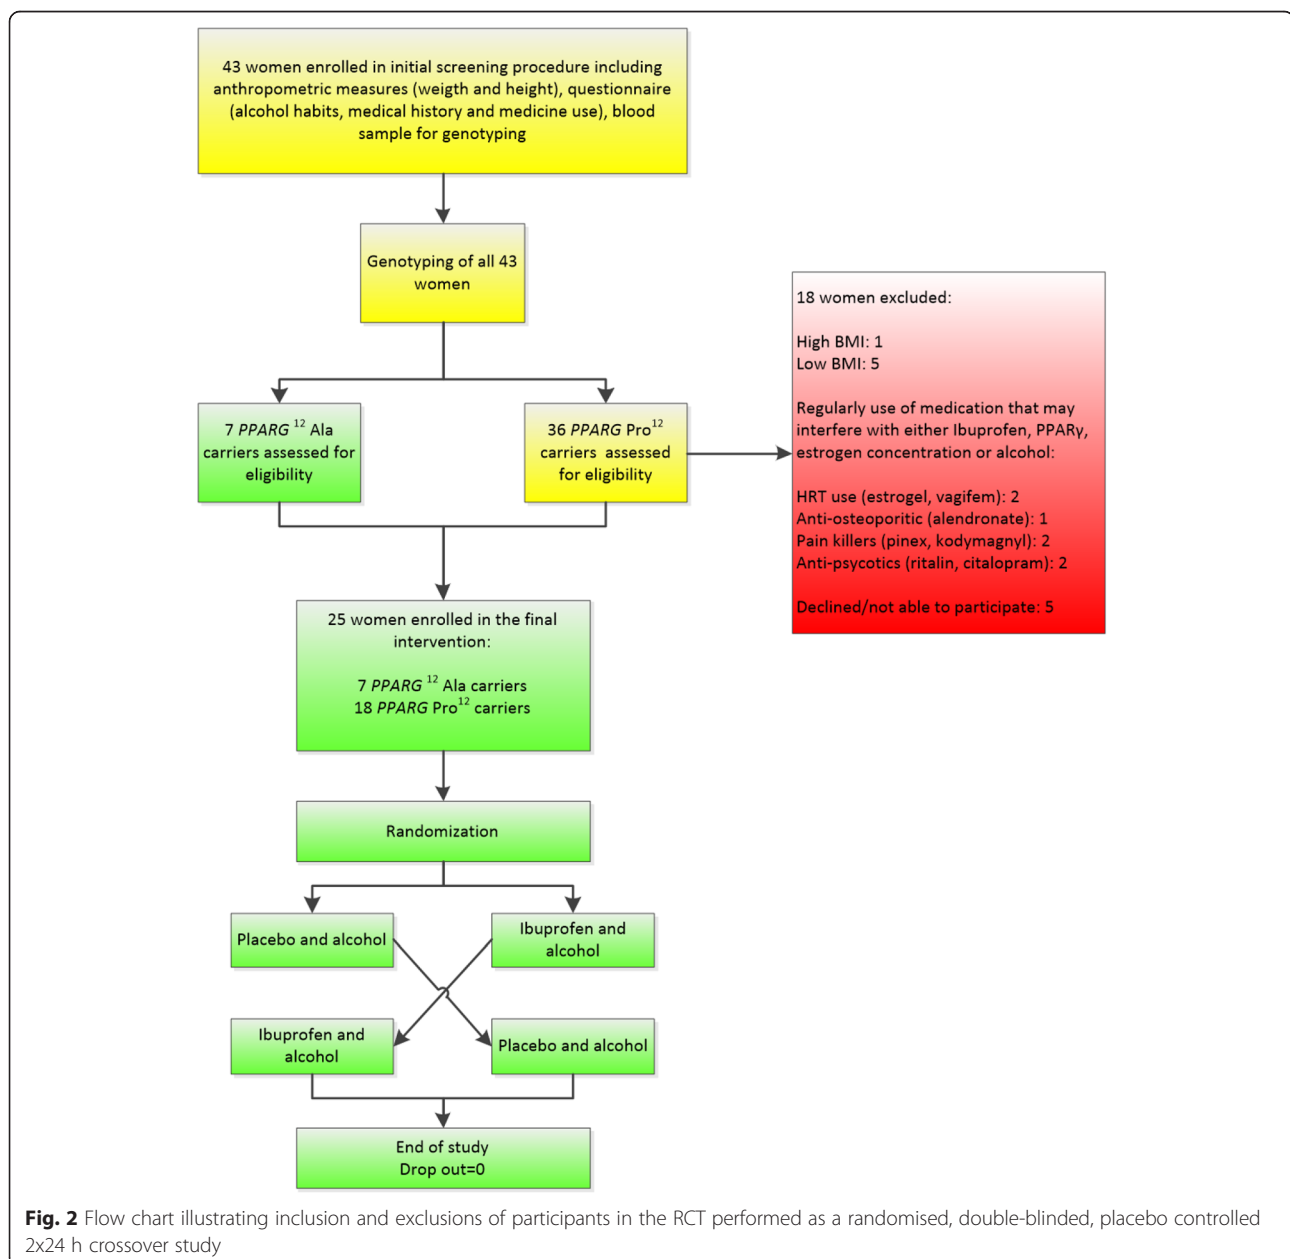 43 women enrolled in initial screening procedure including
anthropometric measures (weigth and height), questionnaire
(alcohol habits, medical history and medicine use), blood
sample for genotyping
Genotyping of all 43
women
7 PPARG ¹² Ala
carriers assessed for
eligibility
36 PPARG Pro¹²
carriers assessed
for eligibility
18 women excluded:
High BMI: 1
Low BMI: 5
Regularly use of medication that may
interfere with either Ibuprofen, PPARγ,
estrogen concentration or alcohol:
HRT use (estrogel, vagifem): 2
Anti-osteoporitic (alendronate): 1
Pain killers (pinex, kodymagnyl): 2
Anti-psycotics (ritalin, citalopram): 2
Declined/not able to participate: 5
25 women enrolled in the final
intervention:
7 PPARG ¹² Ala carriers
18 PPARG Pro¹² carriers
Randomization
Placebo and alcohol
Ibuprofen and
alcohol
Ibuprofen and
alcohol
Placebo and alcohol
End of study
Drop out=0
Fig. 2 Flow chart illustrating inclusion and exclusions of participants in the RCT performed as a randomised, double-blinded, placebo controlled
2x24 h crossover study